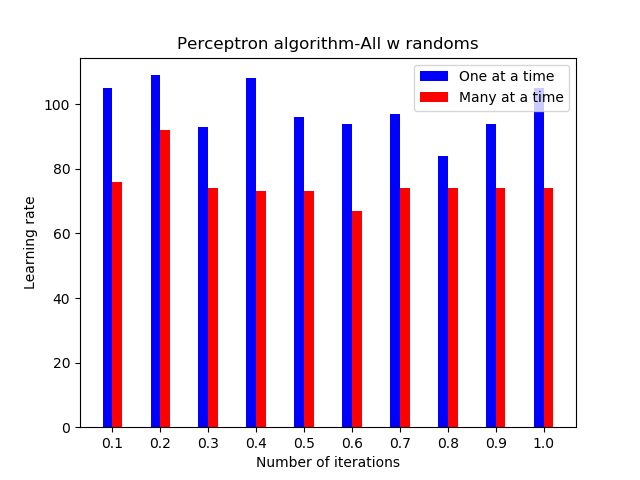 Perceptron algorithm-All w randoms
One at a time
Many at a time
100
80
60
40
20
0
Learning rate
0.1 0.2 0.3 0.4 0.5 0.6 0.7 0.8 0.9 1.0
Number of iterations